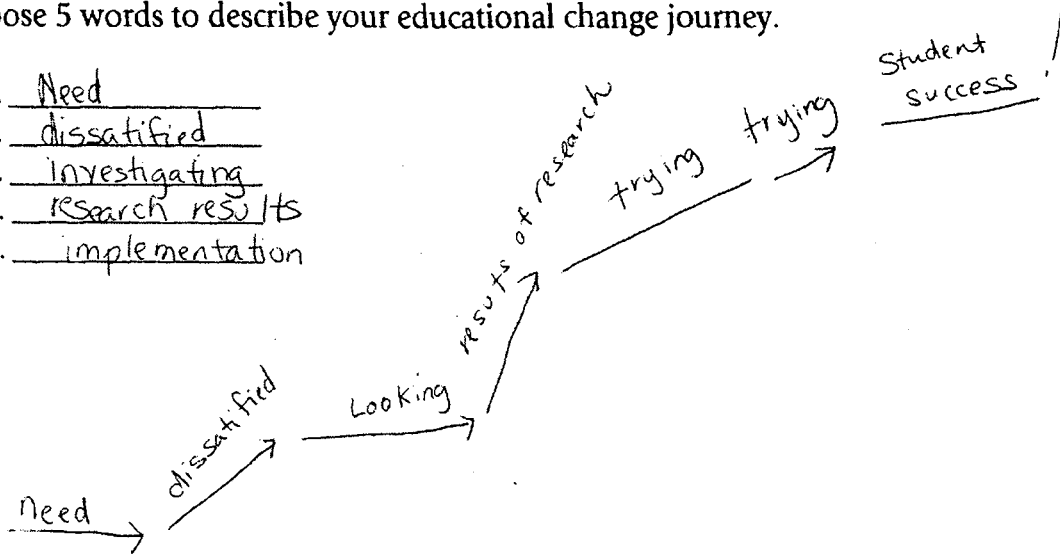 ose 5 words to describe your educational change journey.
Need
dissatified
investigating
research results
implementation
need
dissatified
Looking
resuts of research
trying
trying
Student
success!